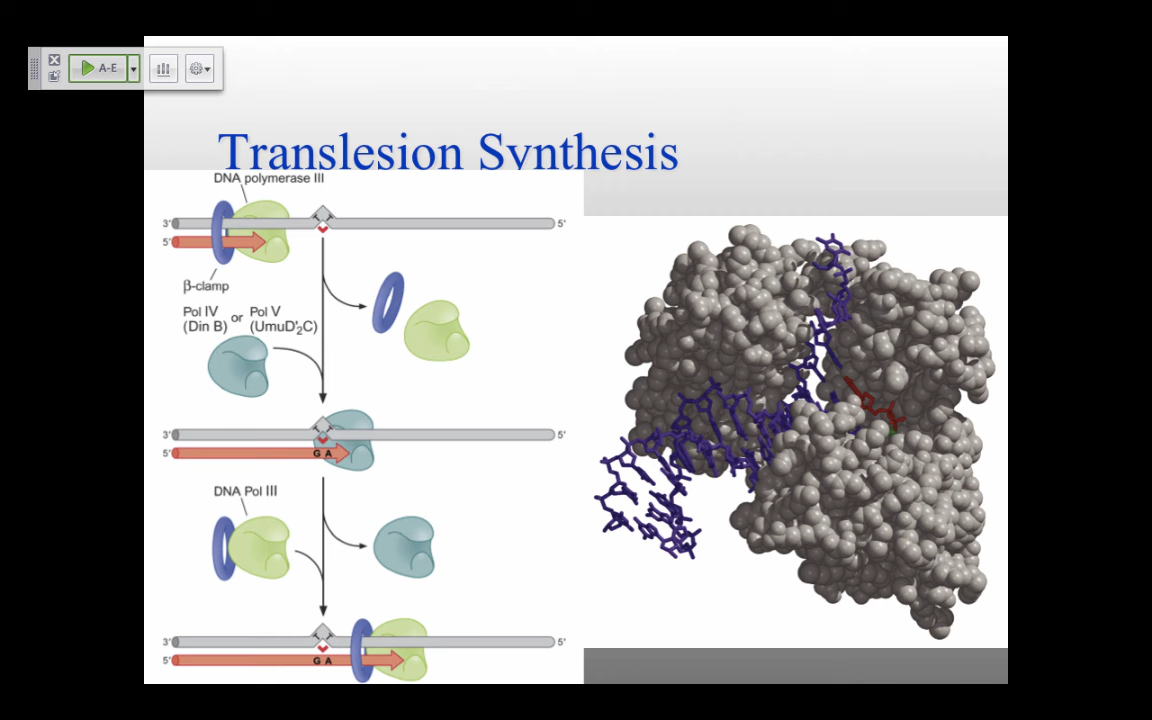 A-E
Translesion Synthesis
DNA polymerase III
3' 5'
5'
β-clamp
Pol IV or Pol V
(Din B) (UmuD'₂C)
3' 5'
5' G A
DNA Pol III
3' 5'
5' G A